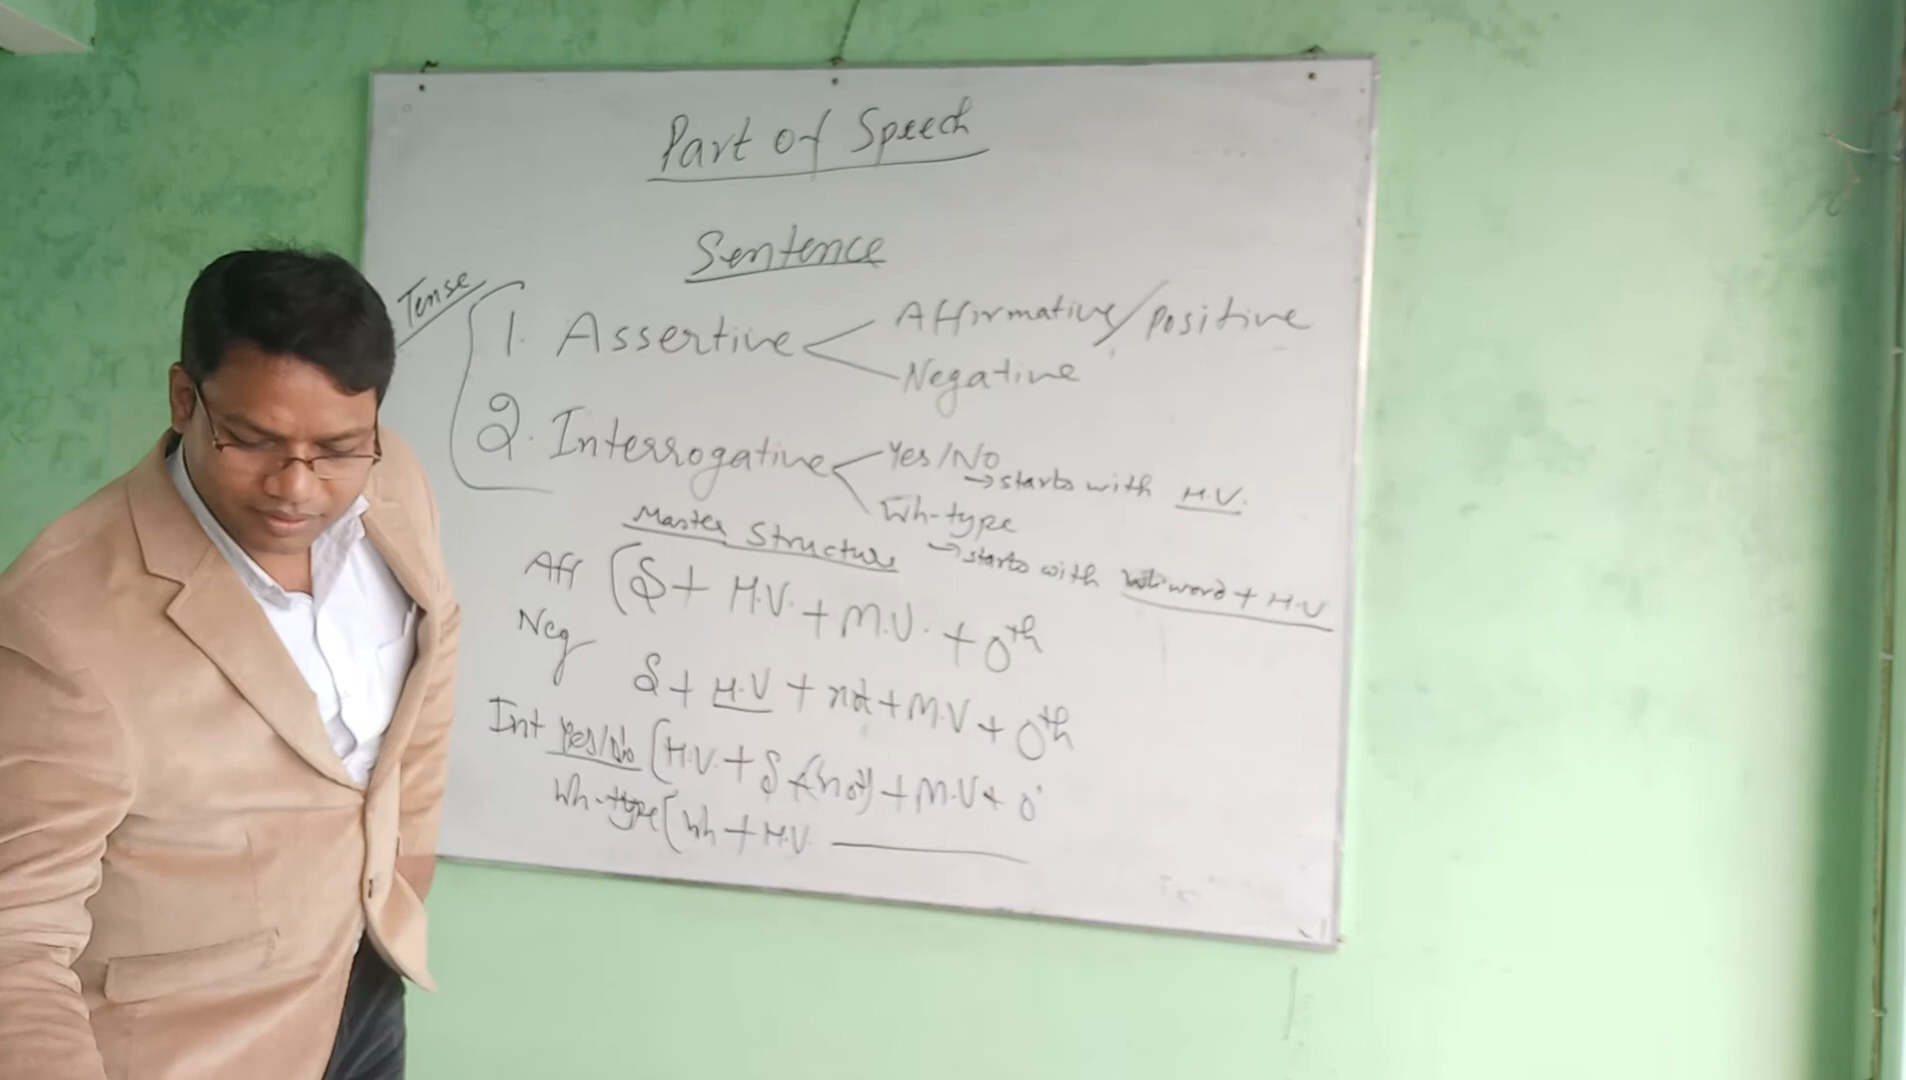 Part of Speech
Sentence
Tense
1. Assertive
Affirmative/Positive
Negative
2. Interrogative
Yes/No
→ starts with H.V.
Wh-type
→ starts with Wh word + H.V
Master Structure
Aff (S + H.V. + M.V. + Oth
Neg S + H.V + not + M.V + Oth
Int Yes/No [H.V. + S + (not) + M.V + O'
Wh-type [Wh + H.V.